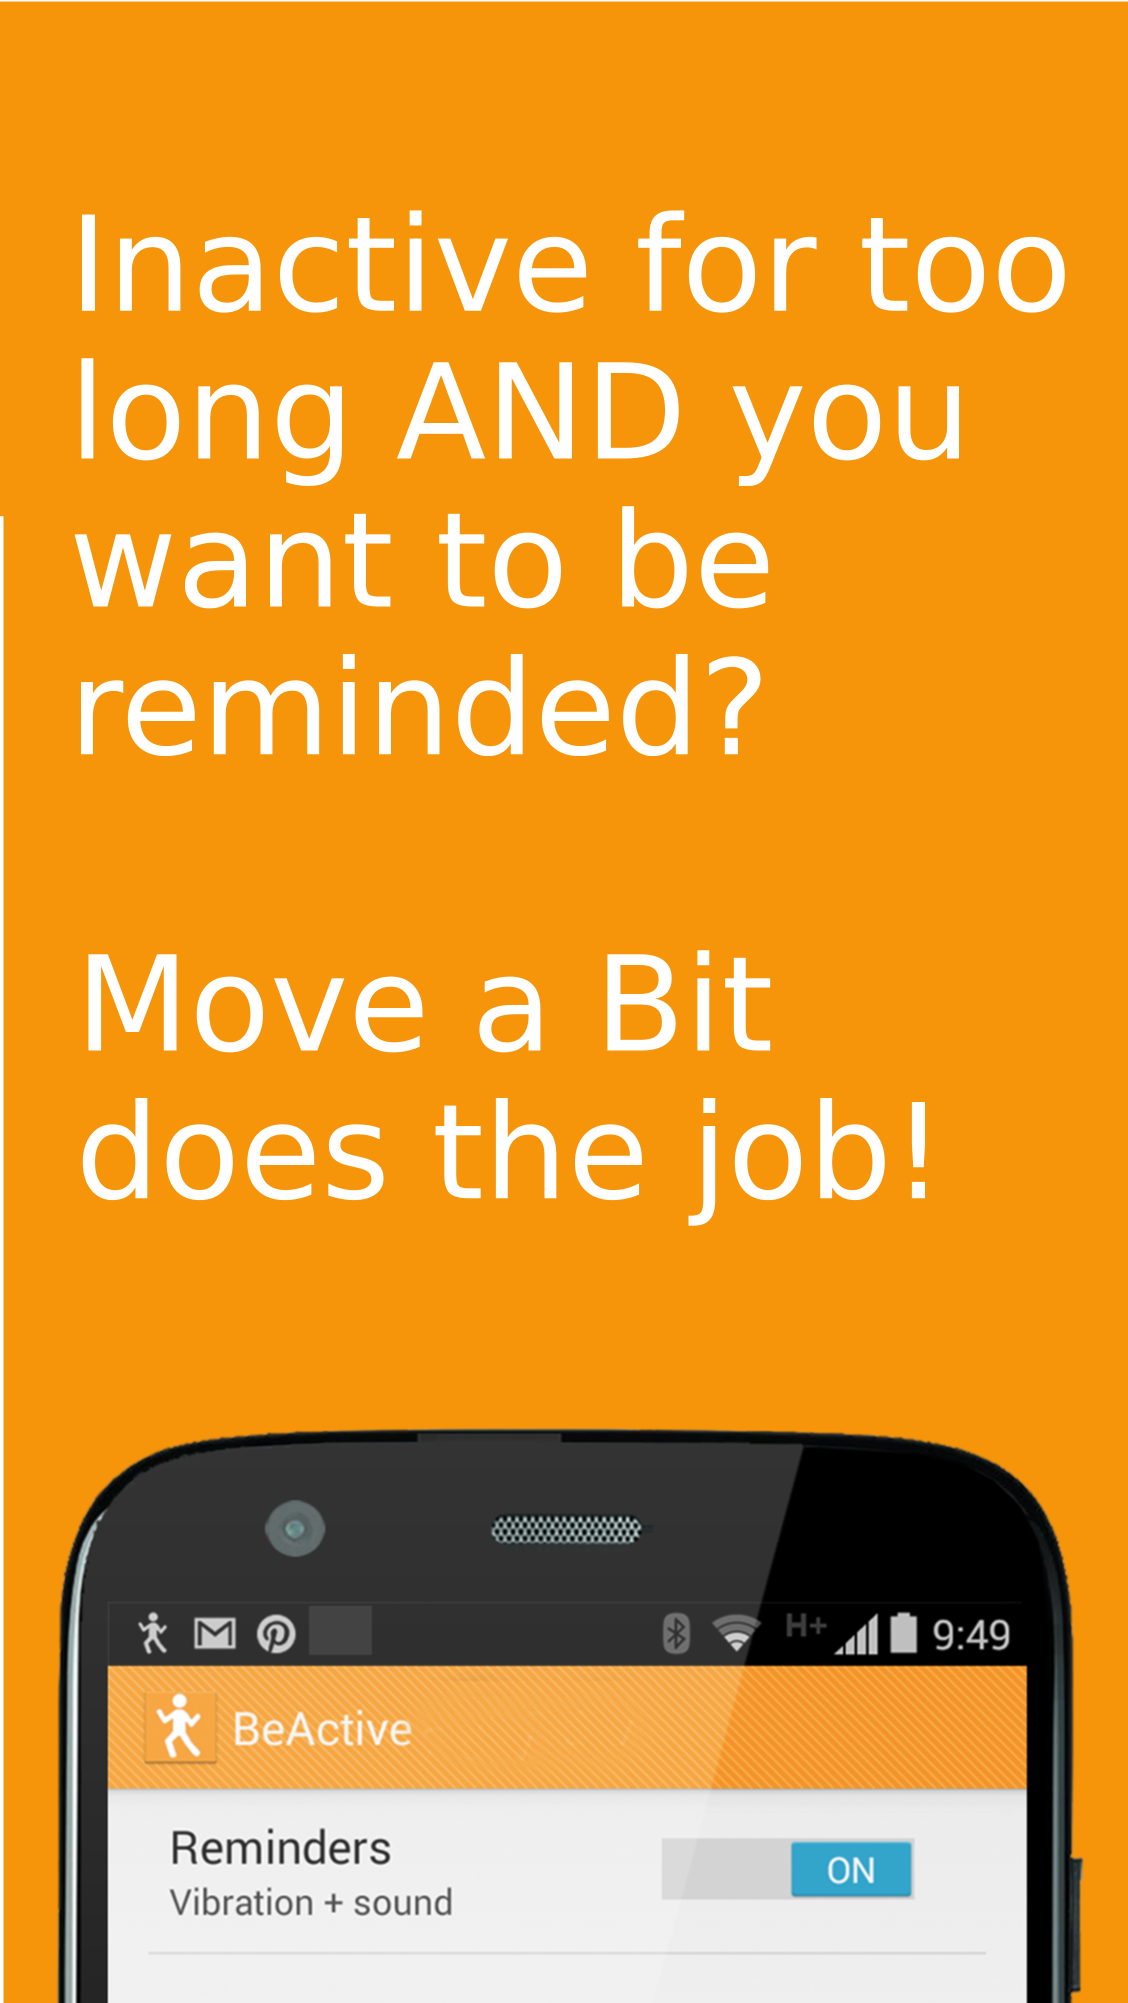 Inactive for too
long AND you
want to be
reminded?
Move a Bit
does the job!
H+ 9:49
BeActive
Reminders
ON
Vibration + sound